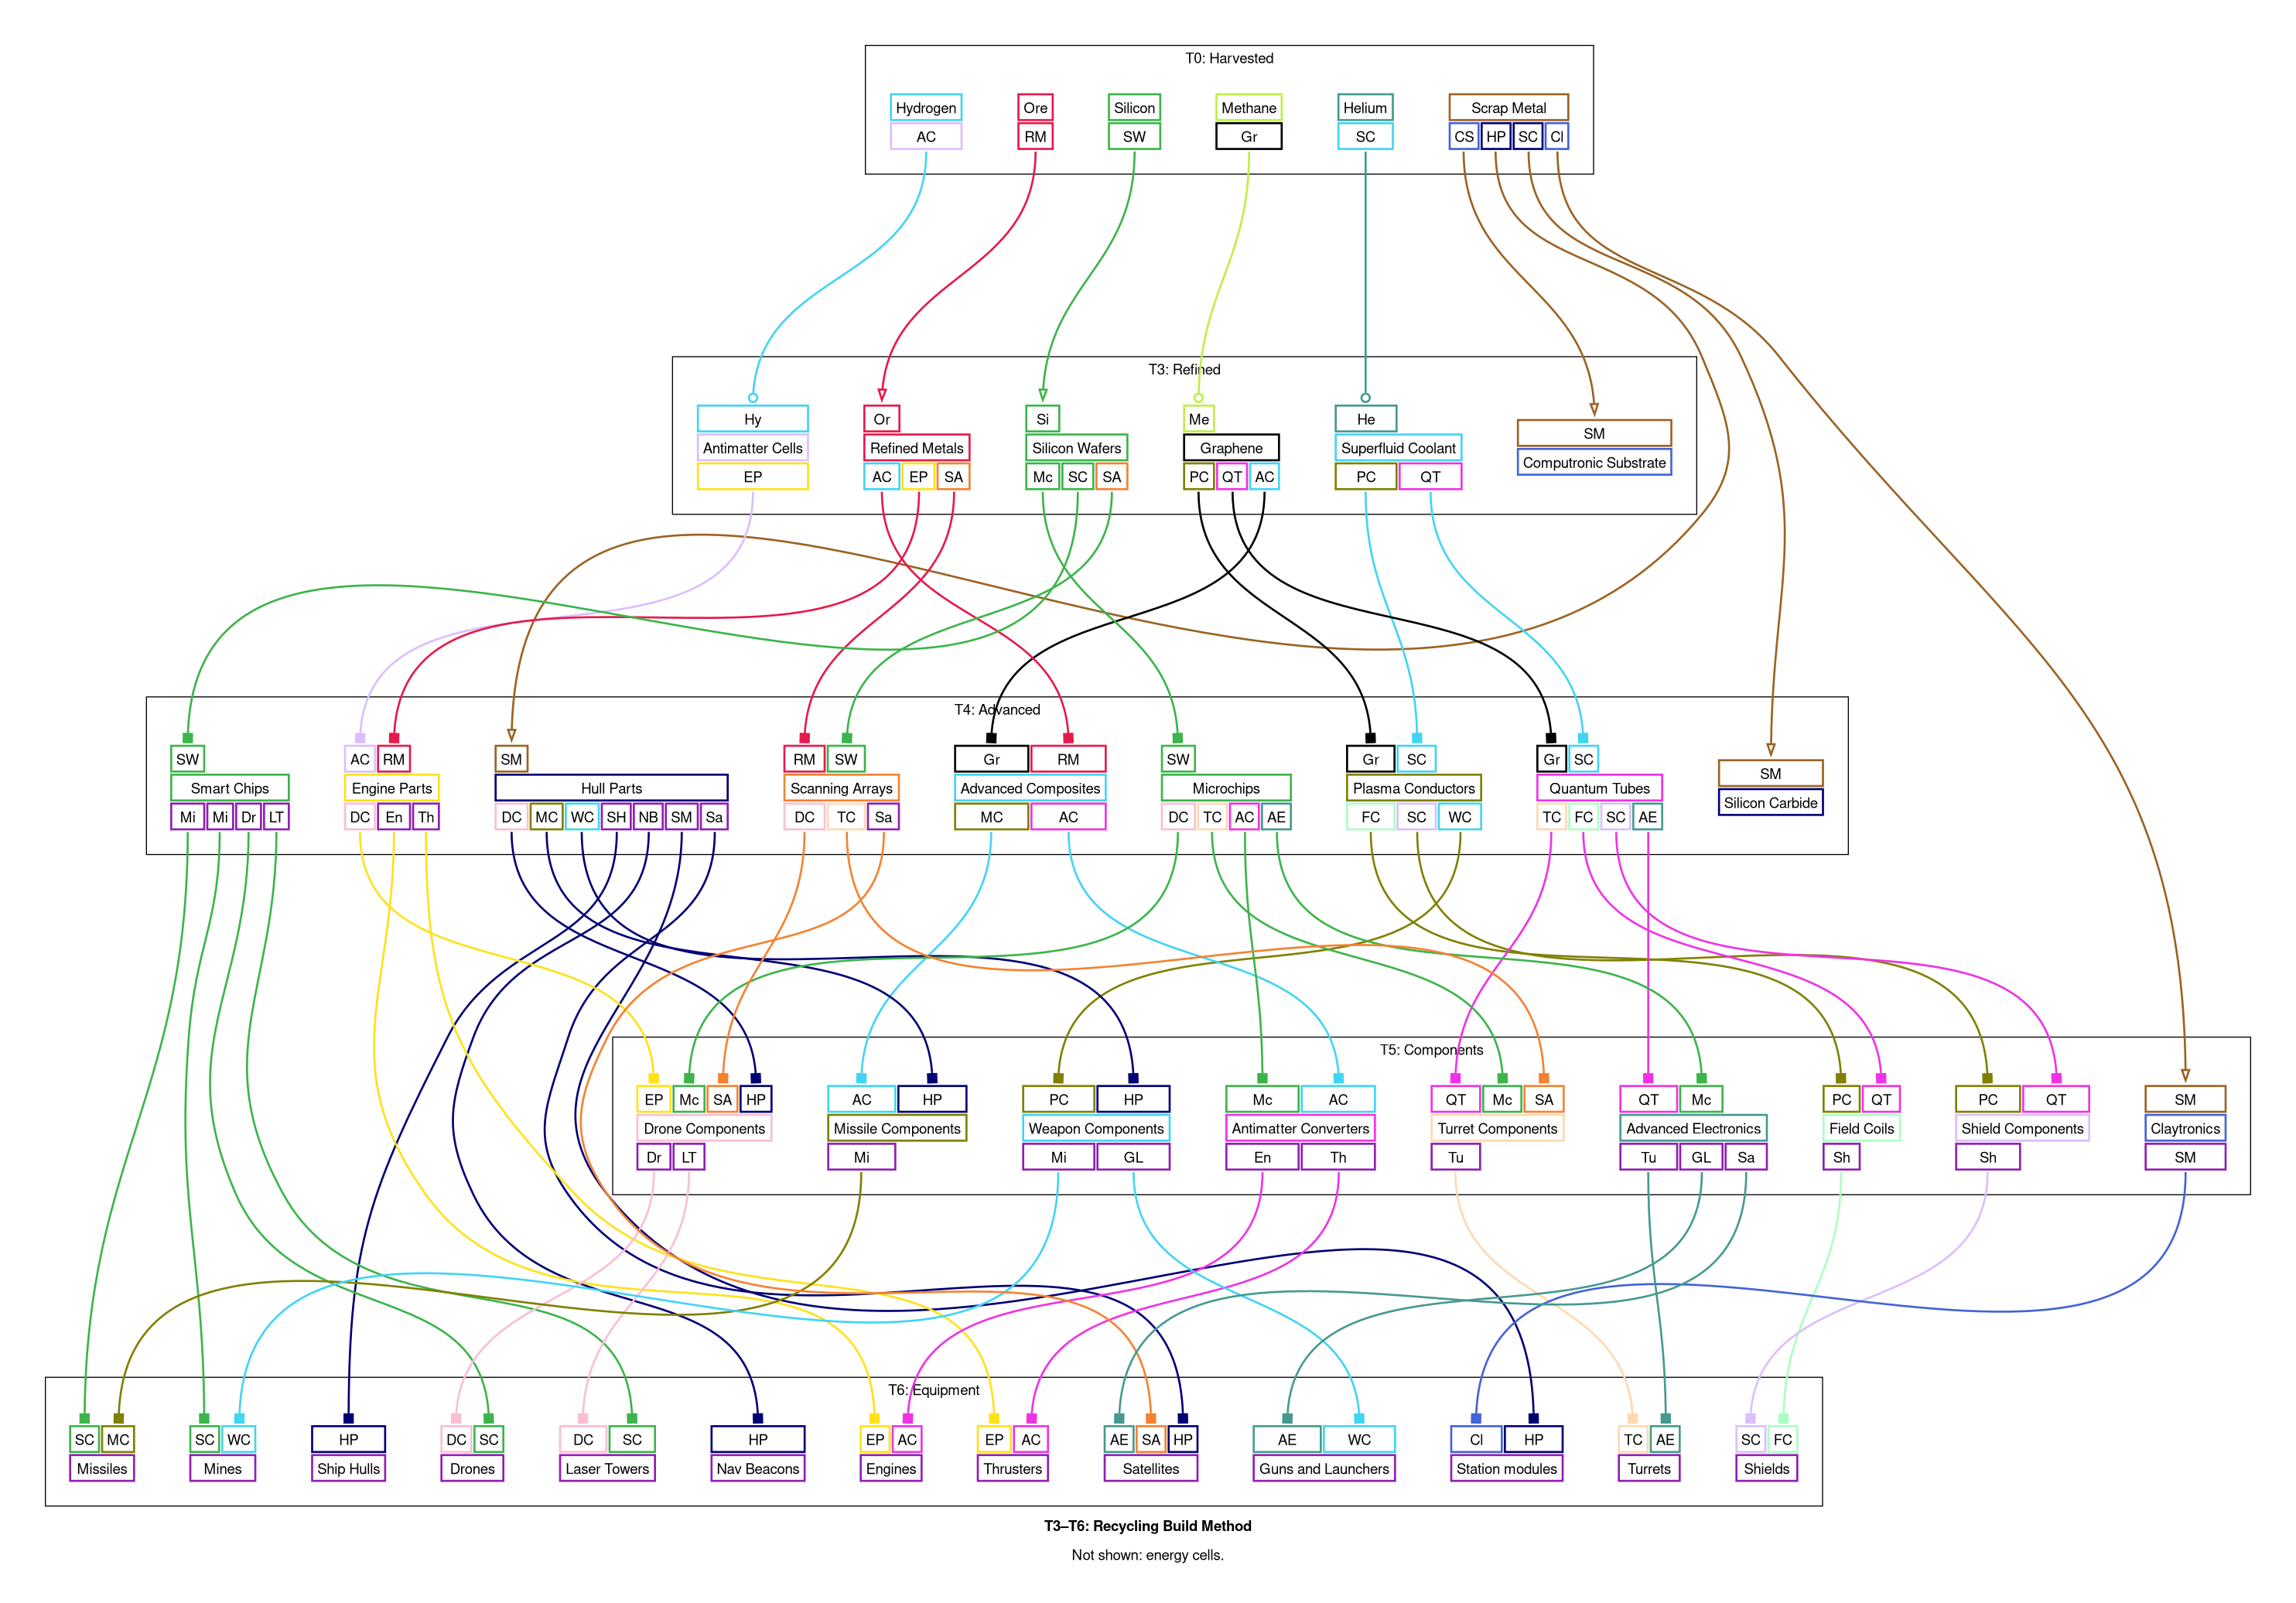 T0: Harvested
Hydrogen Ore Silicon Methane Helium Scrap Metal
AC RM SW Gr SC CS HP SC Cl
T3: Refined
Hy Or Si Me He SM
Antimatter Cells Refined Metals Silicon Wafers Graphene Superfluid Coolant Computronic Substrate
EP AC EP SA Mc SC SA PC QT AC PC QT
T4: Advanced
SW AC RM SM RM SW Gr RM SW Gr SC Gr SC SM
Smart Chips Engine Parts Hull Parts Scanning Arrays Advanced Composites Microchips Plasma Conductors Quantum Tubes Silicon Carbide
Mi Mi Dr LT DC En Th DC MC WC SH NB SM Sa DC TC Sa MC AC DC TC AC AE FC SC WC TC FC SC AE
T5: Components
EP Mc SA HP AC HP PC HP Mc AC QT Mc SA QT Mc PC QT PC QT SM
Drone Components Missile Components Weapon Components Antimatter Converters Turret Components Advanced Electronics Field Coils Shield Components Claytronics
Dr LT Mi Mi GL En Th Tu Tu GL Sa Sh Sh SM
T6: Equipment
SC MC SC WC HP DC SC DC SC HP EP AC EP AC AE SA HP AE WC Cl HP TC AE SC FC
Missiles Mines Ship Hulls Drones Laser Towers Nav Beacons Engines Thrusters Satellites Guns and Launchers Station modules Turrets Shields
T3–T6: Recycling Build Method
Not shown: energy cells.